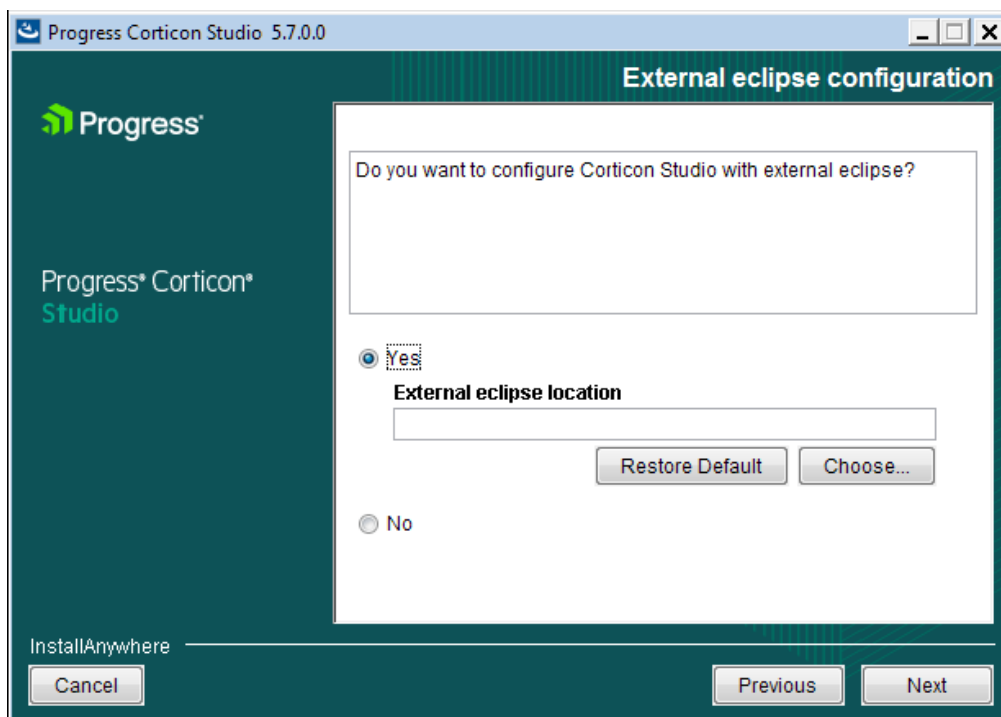 Progress Corticon Studio 5.7.0.0
External eclipse configuration
Progress®
Progress® Corticon®
Studio
Do you want to configure Corticon Studio with external eclipse?
Yes
External eclipse location
Restore Default
Choose...
No
InstallAnywhere
Cancel
Previous
Next